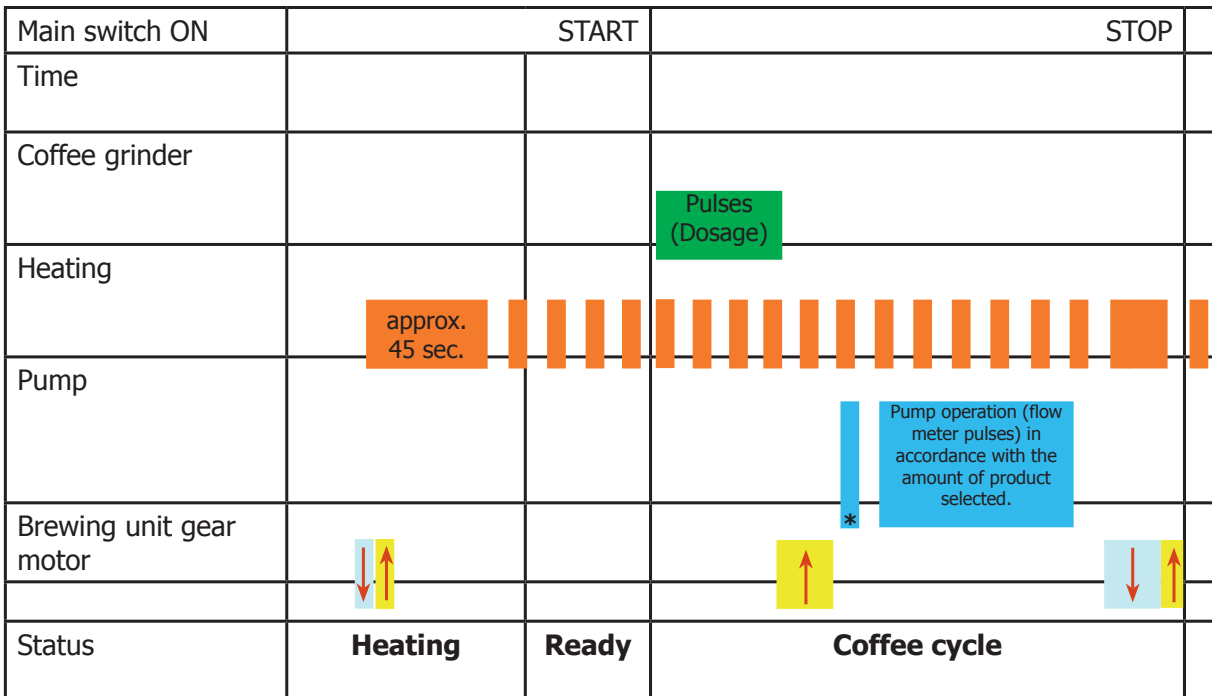 Main switch ON START STOP
Time
Coffee grinder
Pulses
(Dosage)
Heating
approx.
45 sec.
Pump
Pump operation (flow
meter pulses) in
accordance with the
amount of product
selected.
*
Brewing unit gear
motor
Status Heating Ready Coffee cycle